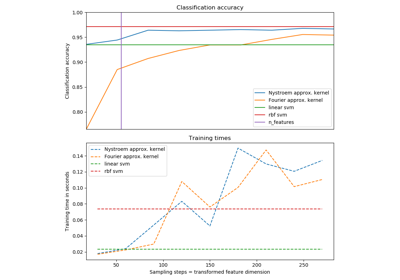 Classification accuracy
1.00
0.95
0.90
0.85
0.80
Classification accuracy
Nystroem approx. kernel
Fourier approx. kernel
linear svm
rbf svm
n_features
Training times
0.14
0.12
0.10
0.08
0.06
0.04
0.02
Training time in seconds
Nystroem approx. kernel
Fourier approx. kernel
linear svm
rbf svm
50
100
150
200
250
Sampling steps = transformed feature dimension